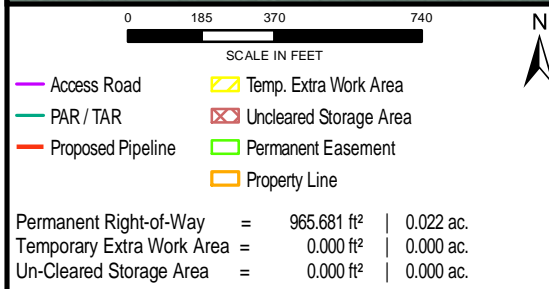 0 185 370 740
N
SCALE IN FEET
Access Road Temp. Extra Work Area
PAR / TAR Uncleared Storage Area
Proposed Pipeline Permanent Easement
Property Line
Permanent Right-of-Way = 965.681 ft² | 0.022 ac.
Temporary Extra Work Area = 0.000 ft² | 0.000 ac.
Un-Cleared Storage Area = 0.000 ft² | 0.000 ac.